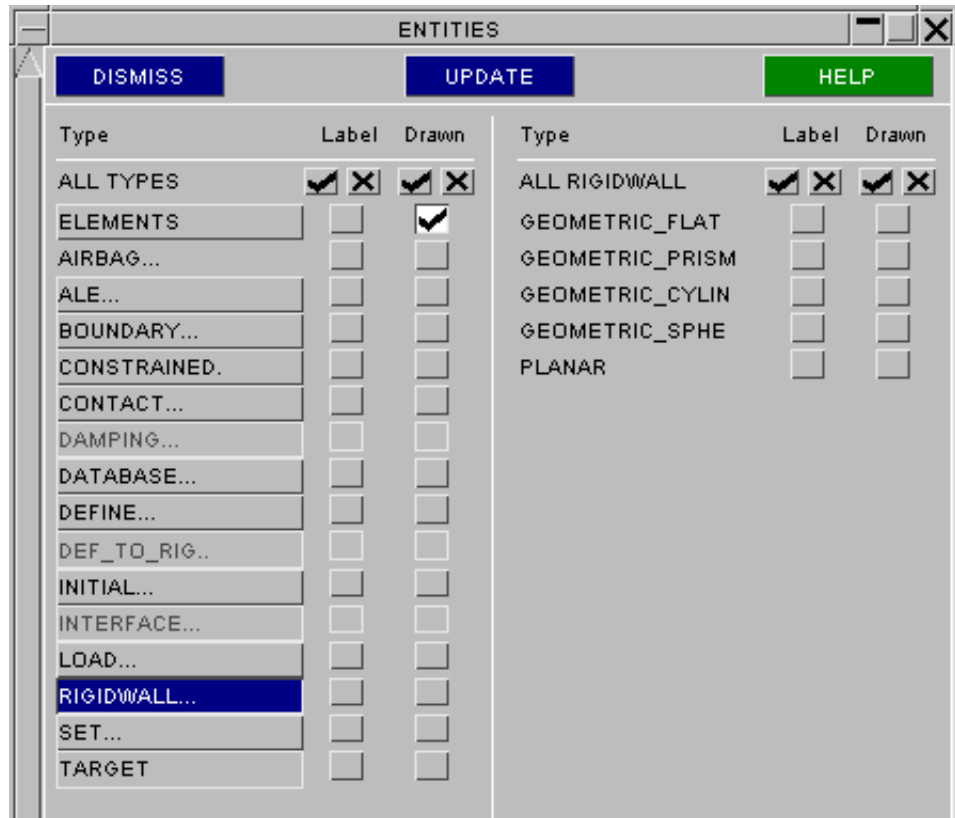 ENTITIES
DISMISS UPDATE HELP
Type Label Drawn
ALL TYPES
ELEMENTS
AIRBAG...
ALE...
BOUNDARY...
CONSTRAINED.
CONTACT...
DAMPING...
DATABASE...
DEFINE...
DEF_TO_RIG..
INITIAL...
INTERFACE...
LOAD...
RIGIDWALL...
SET...
TARGET
Type Label Drawn
ALL RIGIDWALL
GEOMETRIC_FLAT
GEOMETRIC_PRISM
GEOMETRIC_CYLIN
GEOMETRIC_SPHE
PLANAR